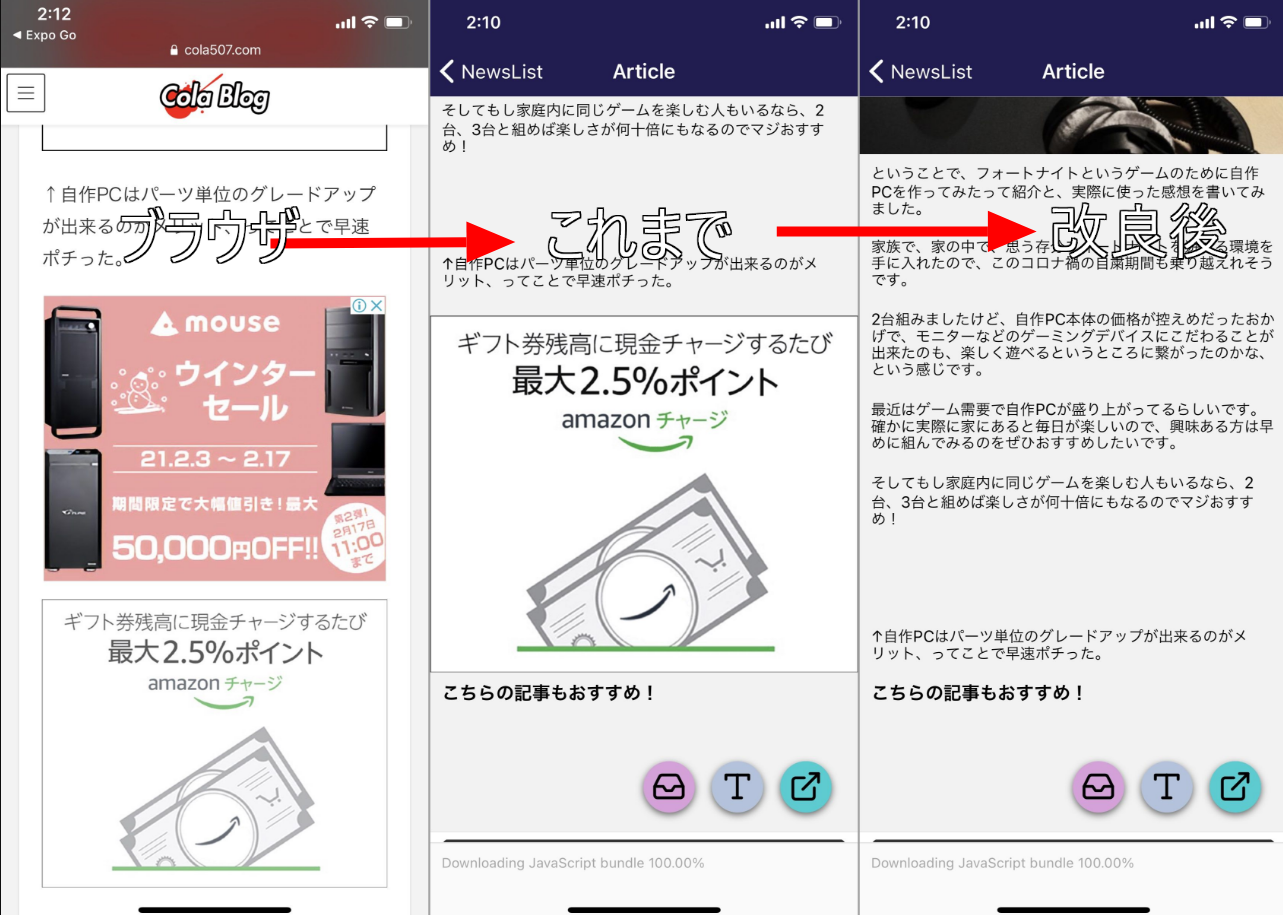 2:12
◀ Expo Go
cola507.com
Cola Blog
↑自作PCはパーツ単位のグレードアップ
が出来るのが
とで早速
ポチった。
ブラウザ
mouse
ウインター
セール
21.2.3 ~ 2.17
期間限定で大幅値引き!最大
50,000円OFF!!
第2弾!
2月17日
11:00
まで
ギフト券残高に現金チャージするたび
最大2.5%ポイント
amazon チャージ
2:10
NewsList
Article
そしてもし家庭内に同じゲームを楽しむ人もいるなら、2
台、3台と組めば楽しさが何十倍にもなるのでマジおすす
め！
これまで
↑自作PCはパーツ単位のグレードアップが出来るのがメ
リット、ってことで早速ポチった。
ギフト券残高に現金チャージするたび
最大2.5%ポイント
amazon チャージ
こちらの記事もおすすめ！
T
Downloading JavaScript bundle 100.00%
2:10
NewsList
Article
ということで、フォートナイトというゲームのために自作
PCを作ってみたって紹介と、実際に使った感想を書いてみ
ました。
改良後
家族で、家の中で、思う存
る環境を
手に入れたので、このコロナ禍の自粛期間も乗り越えれそう
です。
2台組みましたけど、自作PC本体の価格が控えめだったおか
げで、モニターなどのゲーミングデバイスにこだわることが
出来たのも、楽しく遊べるというところに繋がったのかな、
という感じです。
最近はゲーム需要で自作PCが盛り上がってるらしいです。
確かに実際に家にあると毎日が楽しいので、興味ある方は早
めに組んでみるのをぜひおすすめしたいです。
そしてもし家庭内に同じゲームを楽しむ人もいるなら、2
台、3台と組めば楽しさが何十倍にもなるのでマジおすす
め！
↑自作PCはパーツ単位のグレードアップが出来るのがメ
リット、ってことで早速ポチった。
こちらの記事もおすすめ！
T
Downloading JavaScript bundle 100.00%